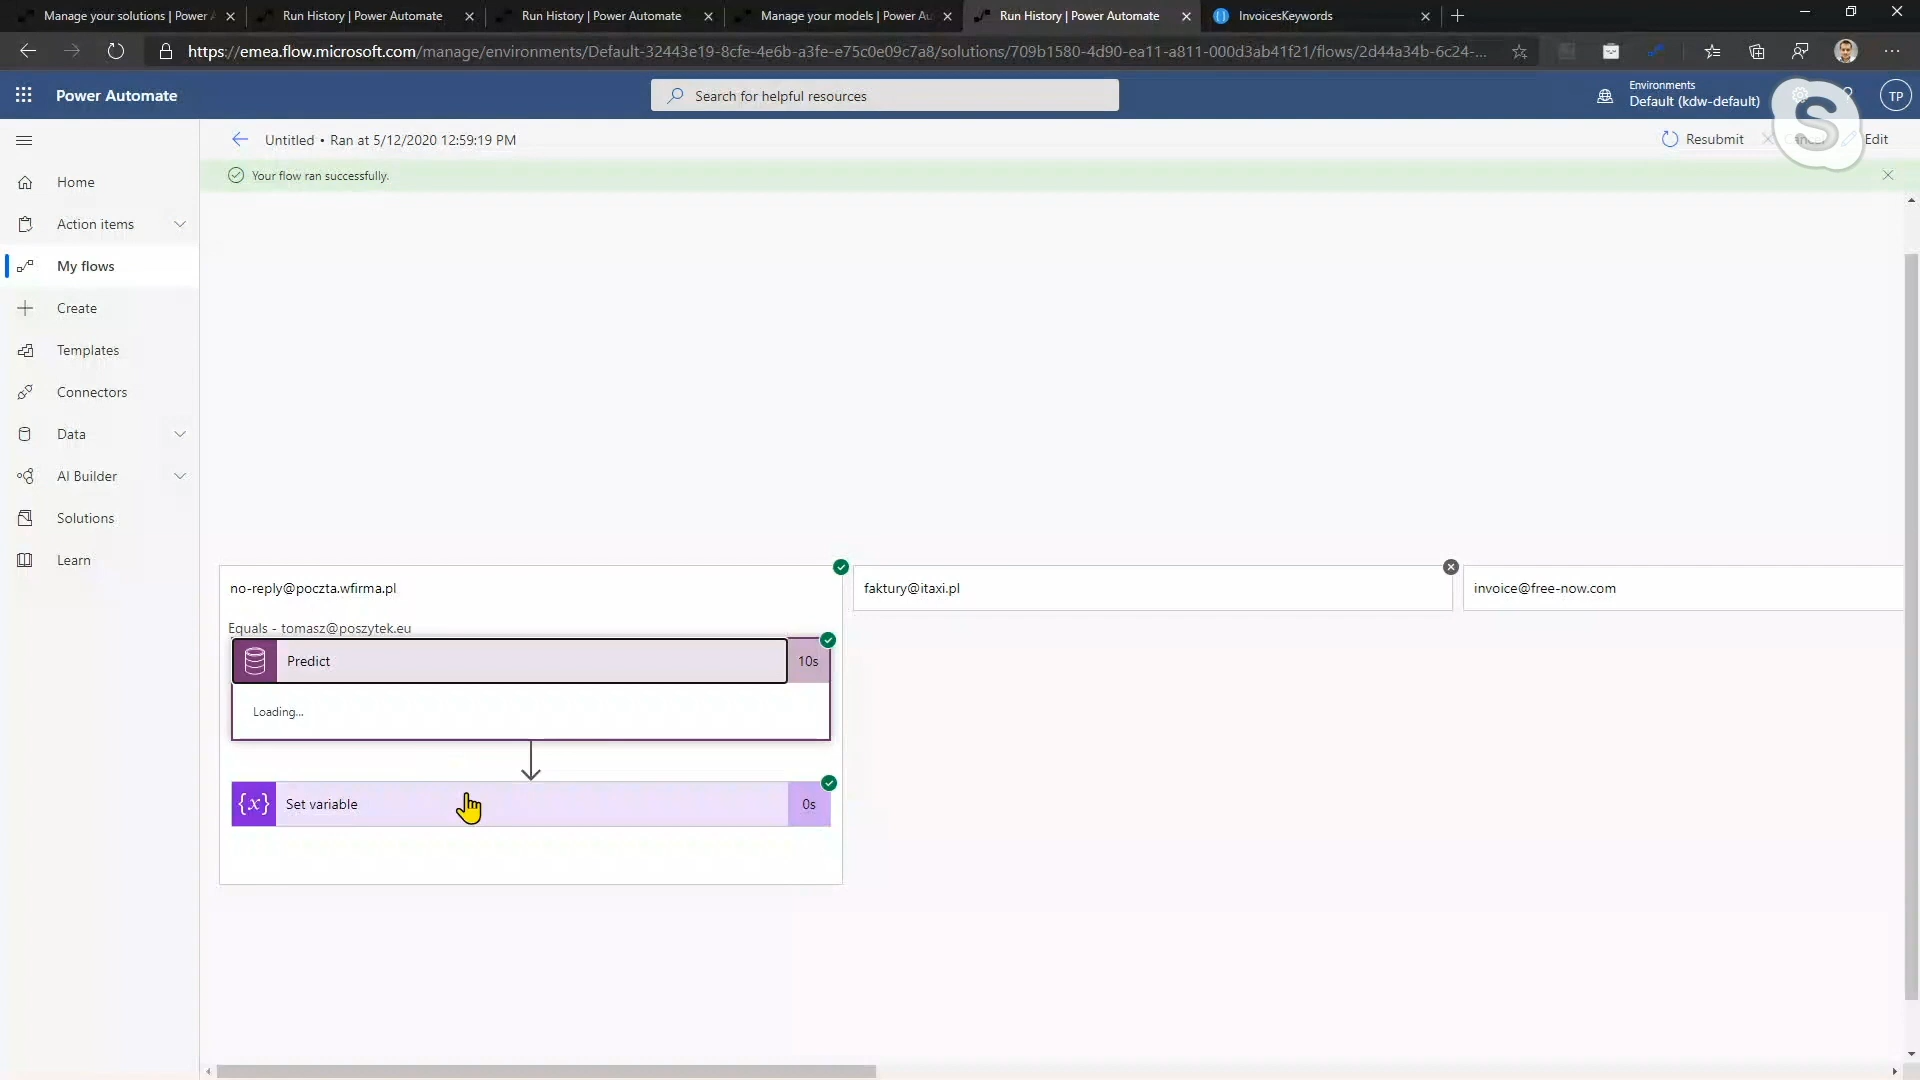 Manage your solutions | Power A
Run History | Power Automate
Run History | Power Automate
Manage your models | Power Au
Run History | Power Automate
InvoicesKeywords
https://emea.flow.microsoft.com/manage/environments/Default-32443e19-8cfe-4e6b-a3fe-e75c0e09c7a8/solutions/709b1580-4d90-ea11-a811-000d3ab41f21/flows/2d44a34b-6c24-...
Power Automate
Search for helpful resources
Environments
Default (kdw-default)
TP
Untitled • Ran at 5/12/2020 12:59:19 PM
Resubmit
Cancel
Edit
Your flow ran successfully.
Home
Action items
My flows
Create
Templates
Connectors
Data
AI Builder
Solutions
Learn
no-reply@poczta.wfirma.pl
faktury@itaxi.pl
invoice@free-now.com
Equals - tomasz@poszytek.eu
Predict
10s
Loading...
{x}
Set variable
0s